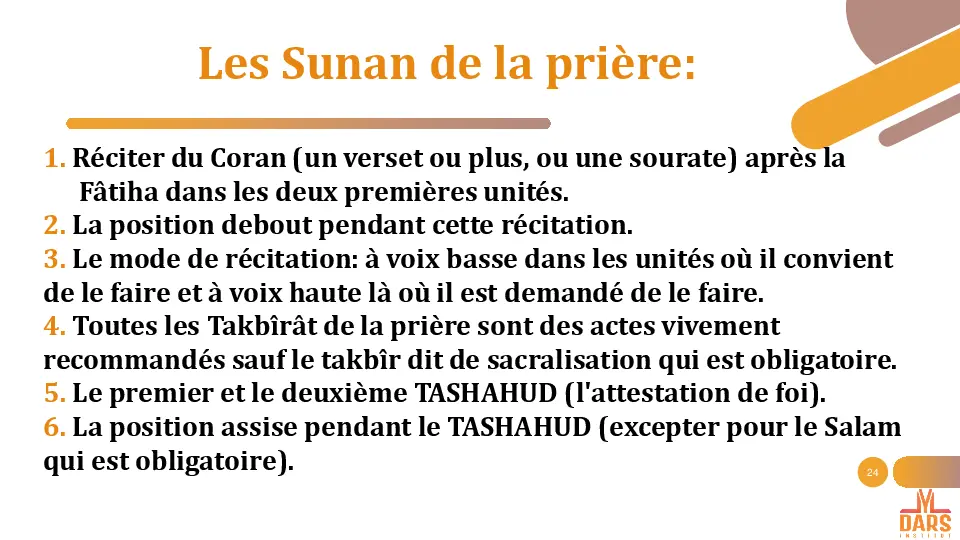 Les Sunan de la prière:
1. Réciter du Coran (un verset ou plus, ou une sourate) après la
Fâtiha dans les deux premières unités.
2. La position debout pendant cette récitation.
3. Le mode de récitation: à voix basse dans les unités où il convient
de le faire et à voix haute là où il est demandé de le faire.
4. Toutes les Takbîrât de la prière sont des actes vivement
recommandés sauf le takbîr dit de sacralisation qui est obligatoire.
5. Le premier et le deuxième TASHAHUD (l'attestation de foi).
6. La position assise pendant le TASHAHUD (excepter pour le Salam
qui est obligatoire).
24
DARS
INSTITUT